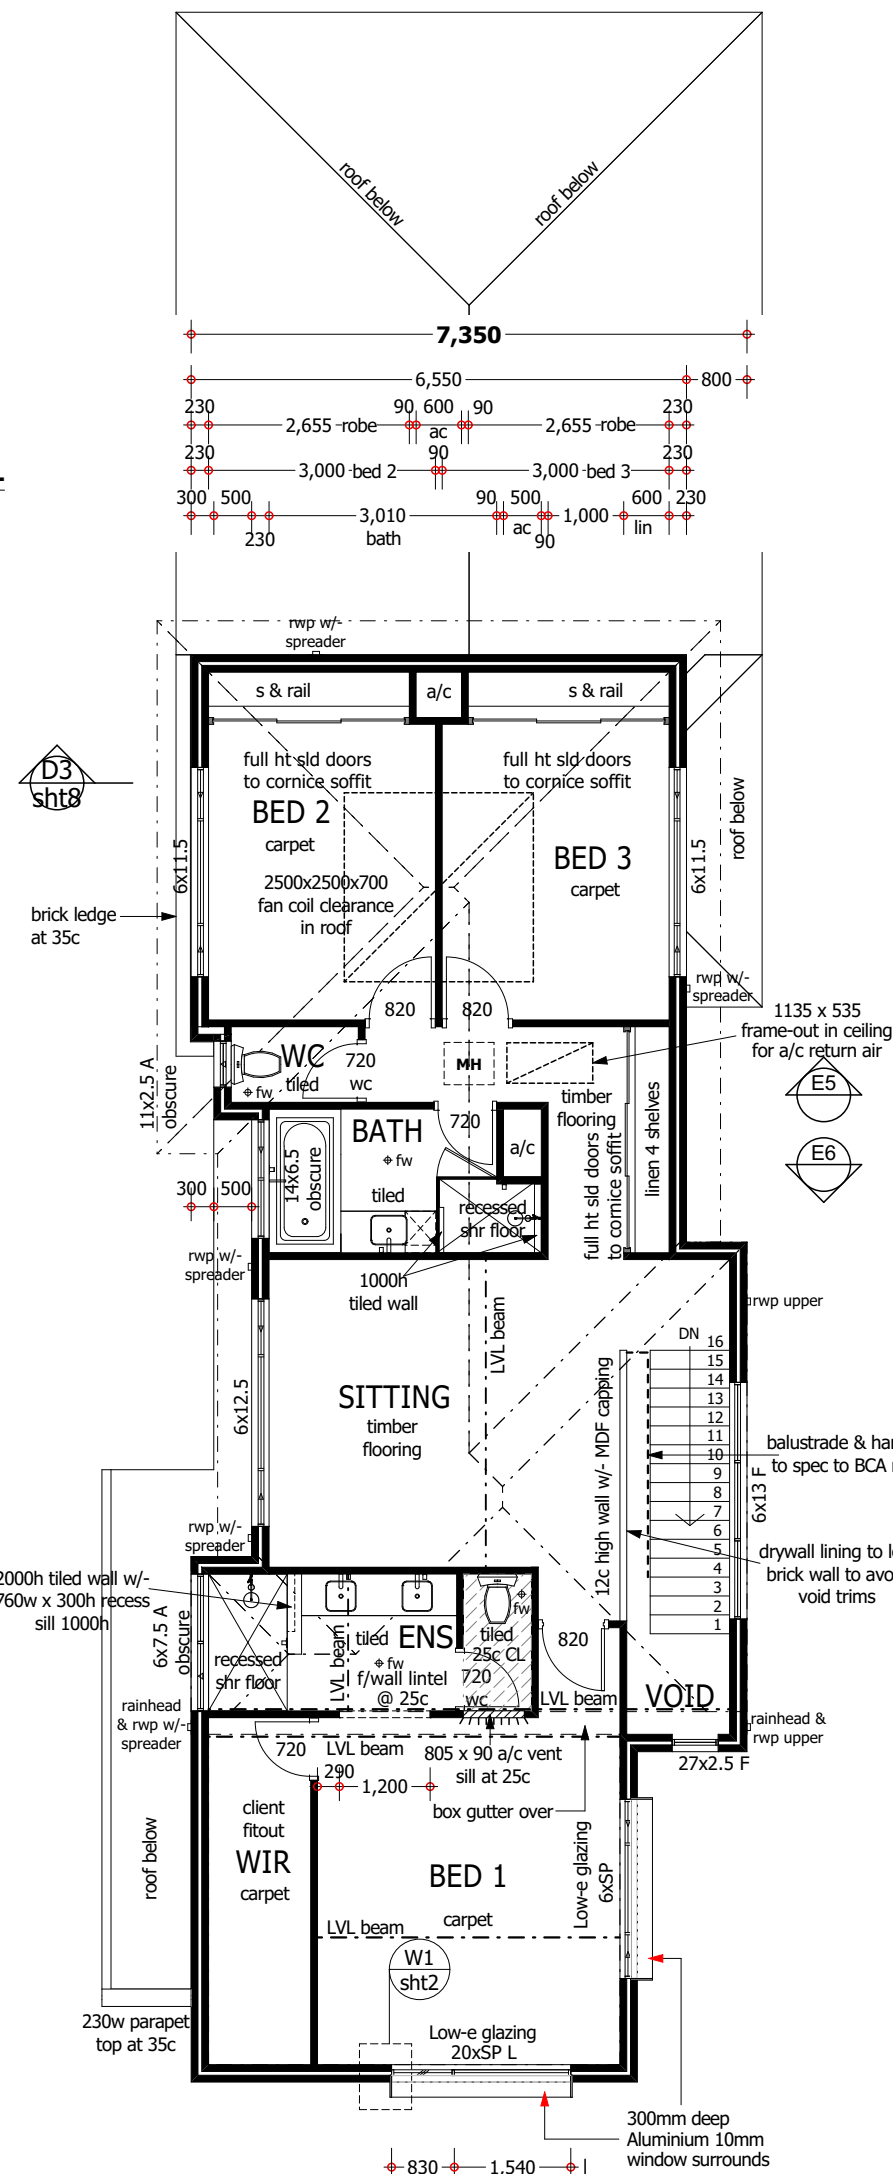 roof below
roof below
7,350
6,550
800
230
90
600
90
230
2,655
robe
ac
2,655
robe
230
90
230
3,000
bed 2
3,000
bed 3
300
500
90
500
600
230
3,010
1,000
230
bath
ac
90
lin
rwp w/-
spreader
s & rail
a/c
s & rail
full ht sld doors
to cornice soffit
full ht sld doors
to cornice soffit
D3
sht8
BED 2
carpet
BED 3
carpet
6x11.5
6x11.5
roof below
2500x2500x700
fan coil clearance
in roof
brick ledge
at 35c
rwp w/-
spreader
820
820
1135 x 535
frame-out in ceiling
for a/c return air
WC
tiled
fw
720
wc
MH
11x2.5 A
obscure
timber
flooring
E5
E6
linen 4 shelves
full ht sld doors
to cornice soffit
BATH
fw
tiled
720
a/c
14x6.5
obscure
300
500
recessed
shr floor
rwp w/-
spreader
1000h
tiled wall
rwp upper
LVL beam
DN
16
15
14
13
12
11
10
9
8
7
6
5
4
3
2
1
SITTING
timber
flooring
6x12.5
12c high wall w/- MDF capping
balustrade & har
to spec to BCA
6x13 F
rwp w/-
spreader
drywall lining to l
brick wall to avo
void trims
2000h tiled wall w/-
760w x 300h recess
sill 1000h
6x7.5 A
obscure
recessed
shr floor
tiled
ENS
fw
f/wall lintel
@ 25c
LVL beam
fw
tiled
25c CL
720
wc
820
LVL beam
VOID
rainhead
& rwp w/-
spreader
rainhead &
rwp upper
27x2.5 F
720
LVL beam
290
1,200
805 x 90 a/c vent
sill at 25c
box gutter over
client
fitout
WIR
carpet
BED 1
carpet
Low-e glazing
6xSP
roof below
LVL beam
W1
sht2
230w parapet
top at 35c
Low-e glazing
20xSP L
300mm deep
Aluminium 10mm
window surrounds
830
1,540